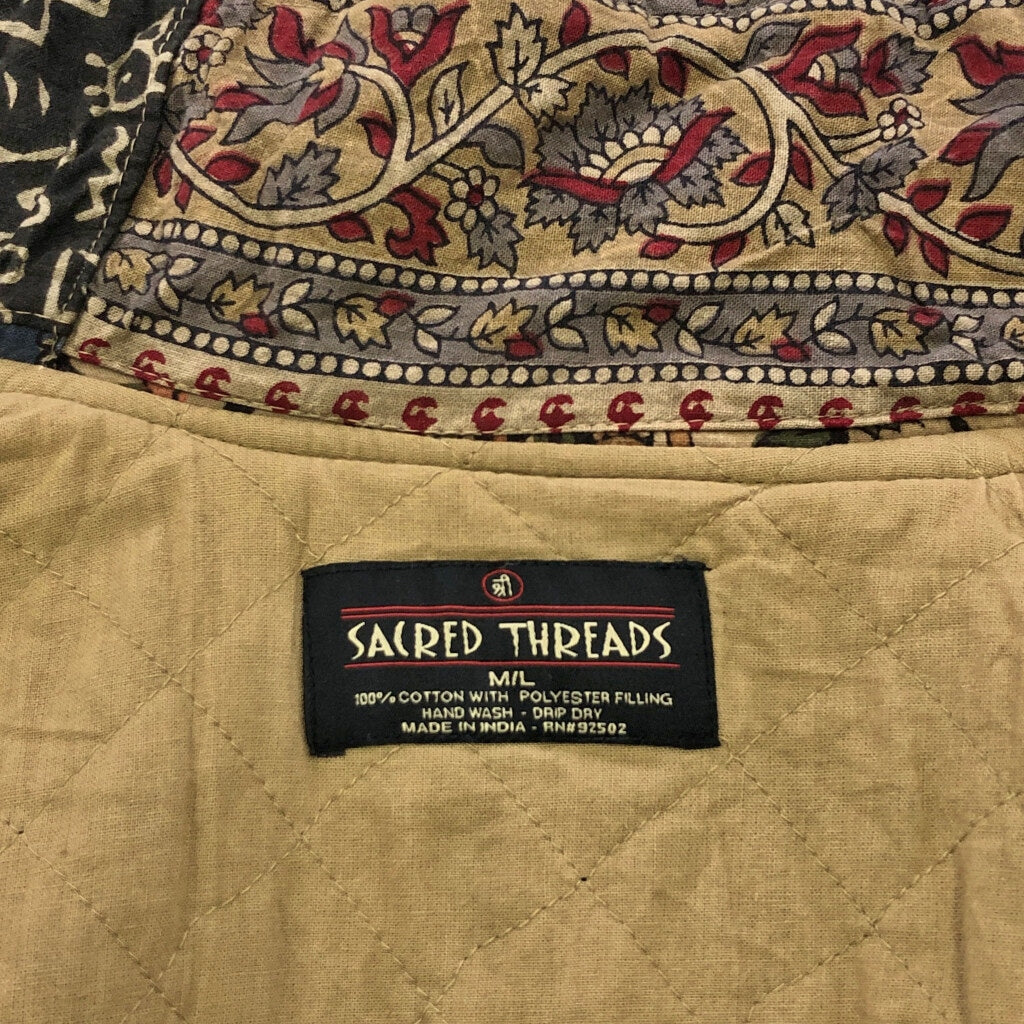 श्री
SACRED THREADS
M/L
100% COTTON WITH POLYESTER FILLING
HAND WASH - DRIP DRY
MADE IN INDIA - RN#92502